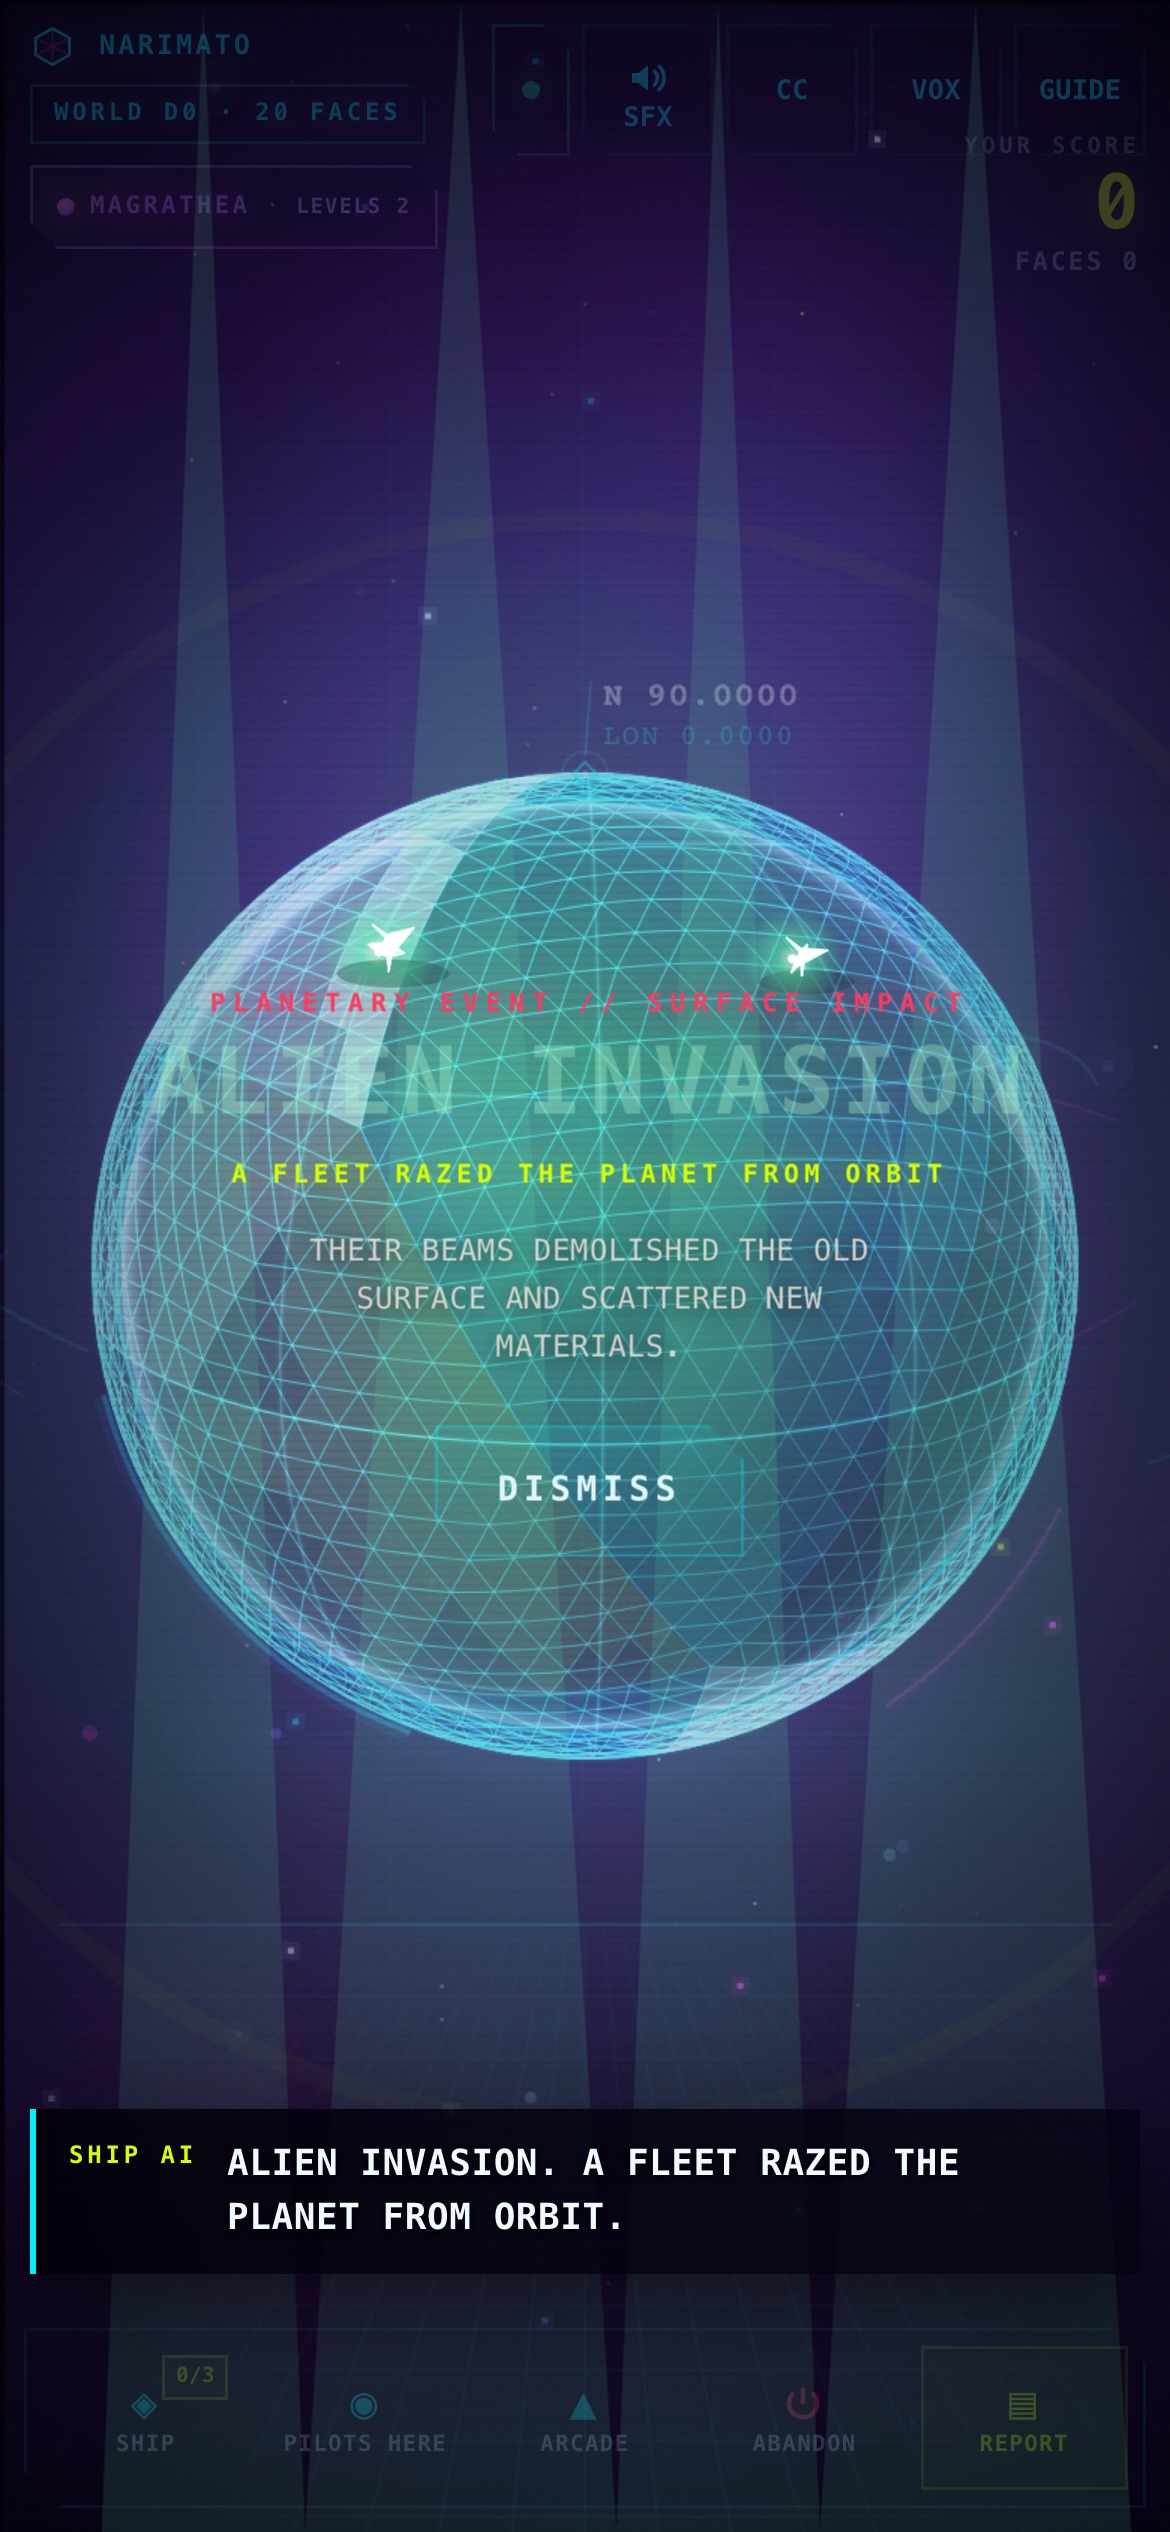 NARIMATO
WORLD D0 · 20 FACES
MAGRATHEA · LEVELS 2
SFX
CC
VOX
GUIDE
YOUR SCORE
0
FACES 0
N 90.0000
LON 0.0000
PLANETARY EVENT // SURFACE IMPACT
ALIEN INVASION
A FLEET RAZED THE PLANET FROM ORBIT
THEIR BEAMS DEMOLISHED THE OLD
SURFACE AND SCATTERED NEW
MATERIALS.
DISMISS
SHIP AI
ALIEN INVASION. A FLEET RAZED THE
PLANET FROM ORBIT.
0/3
SHIP
PILOTS HERE
ARCADE
ABANDON
REPORT